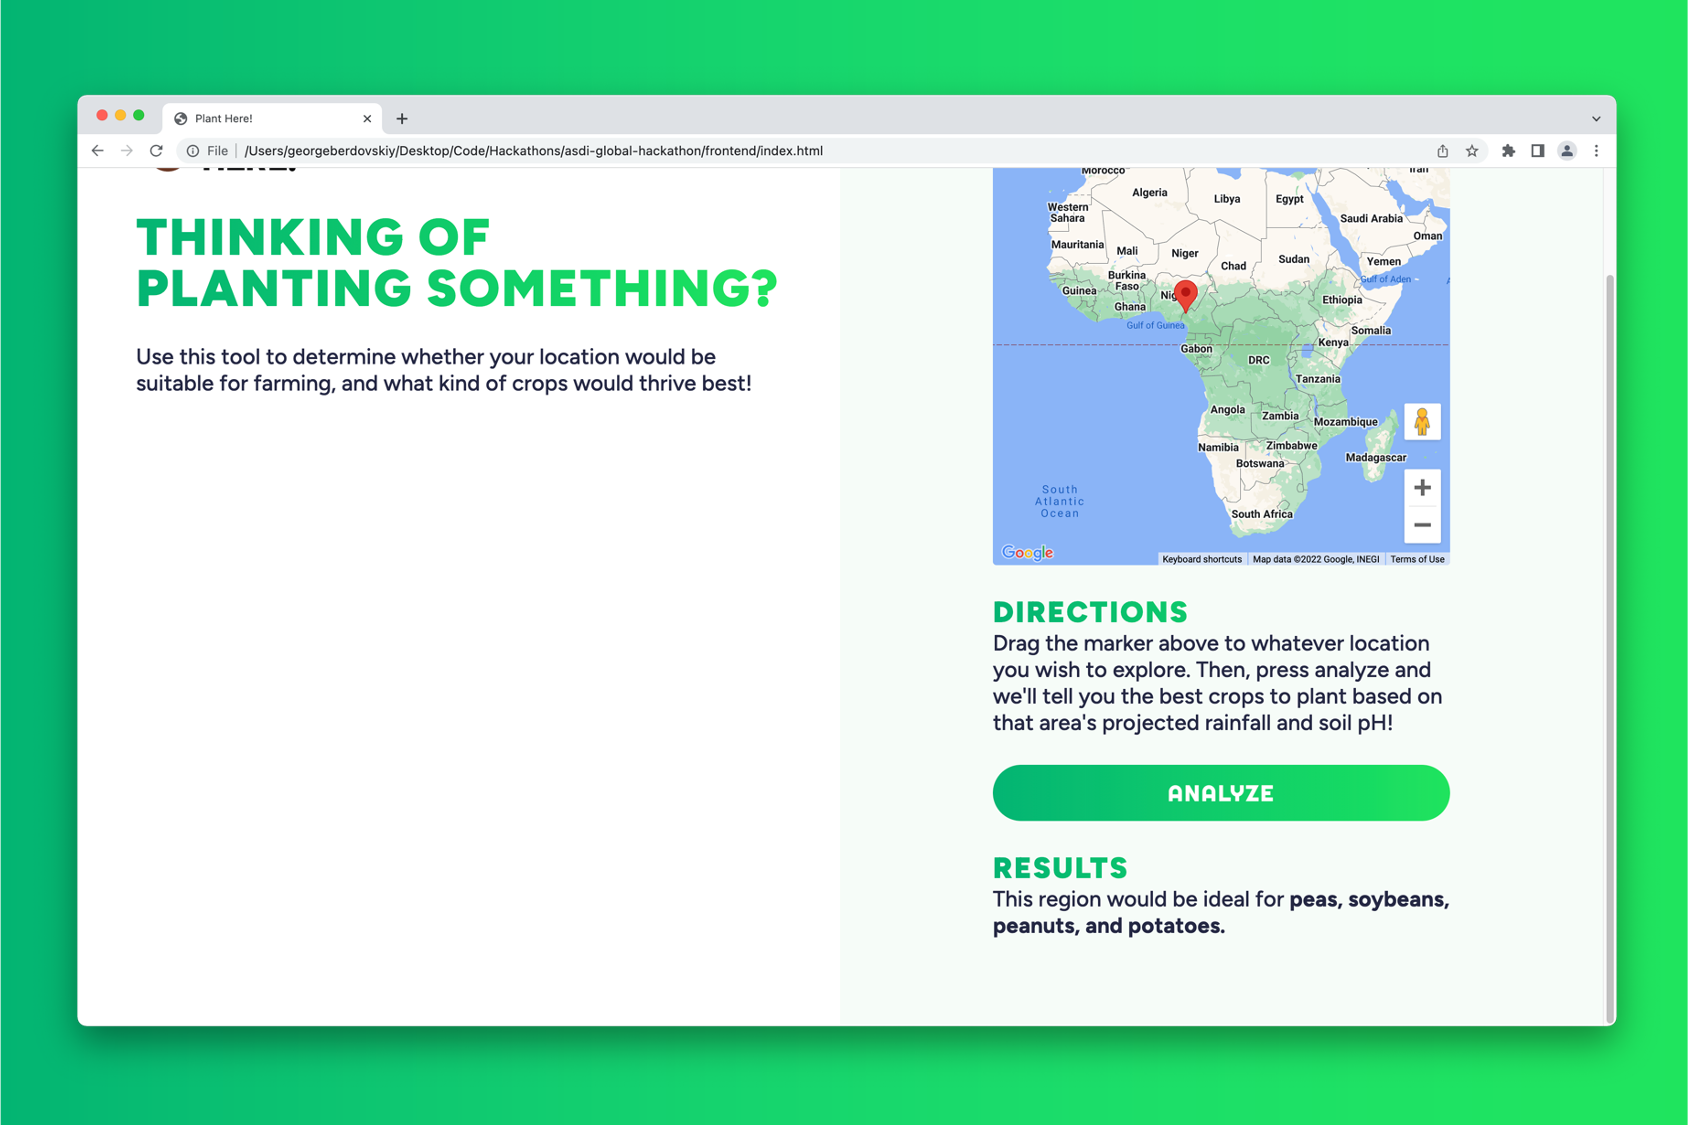 Plant Here!
File
/Users/georgeberdovskiy/Desktop/Code/Hackathons/asdi-global-hackathon/frontend/index.html
HERE!
THINKING OF
PLANTING SOMETHING?
Use this tool to determine whether your location would be
suitable for farming, and what kind of crops would thrive best!
Morocco
Iran
Algeria
Libya
Egypt
Western
Sahara
Saudi Arabia
Oman
Mauritania
Mali
Niger
Chad
Sudan
Yemen
Gulf of Aden
Burkina
Faso
Guinea
Ghana
Ethiopia
Gulf of Guinea
Somalia
Gabon
Kenya
DRC
Tanzania
Angola
Zambia
Mozambique
Namibia
Zimbabwe
Botswana
Madagascar
South
Atlantic
Ocean
South Africa
Google
Keyboard shortcuts
Map data ©2022 Google, INEGI
Terms of Use
DIRECTIONS
Drag the marker above to whatever location
you wish to explore. Then, press analyze and
we'll tell you the best crops to plant based on
that area's projected rainfall and soil pH!
ANALYZE
RESULTS
This region would be ideal for peas, soybeans,
peanuts, and potatoes.